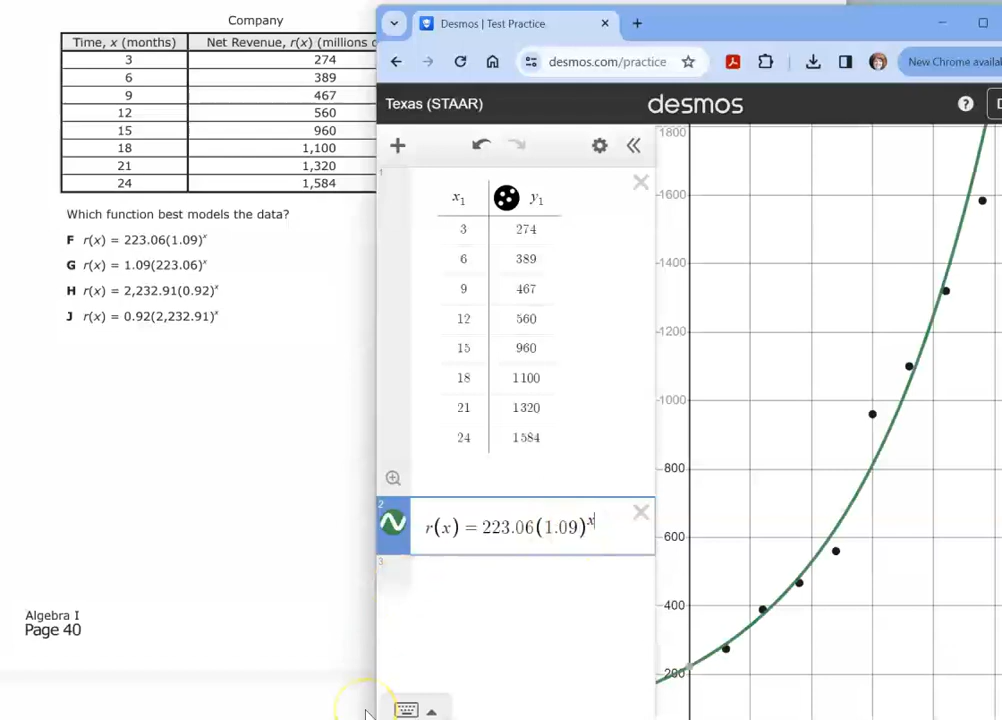 Company
Time, x (months) Net Revenue, r(x) (millions
3 274
6 389
9 467
12 560
15 960
18 1,100
21 1,320
24 1,584
Which function best models the data?
F r(x) = 223.06(1.09)ˣ
G r(x) = 1.09(223.06)ˣ
H r(x) = 2,232.91(0.92)ˣ
J r(x) = 0.92(2,232.91)ˣ
Algebra I
Page 40
Desmos | Test Practice
desmos.com/practice
New Chrome availa
Texas (STAAR)
desmos
?
1
x₁ y₁
3 274
6 389
9 467
12 560
15 960
18 1100
21 1320
24 1584
2
r(x) = 223.06(1.09)ˣ
3
1800
1600
1400
1200
1000
800
600
400
200